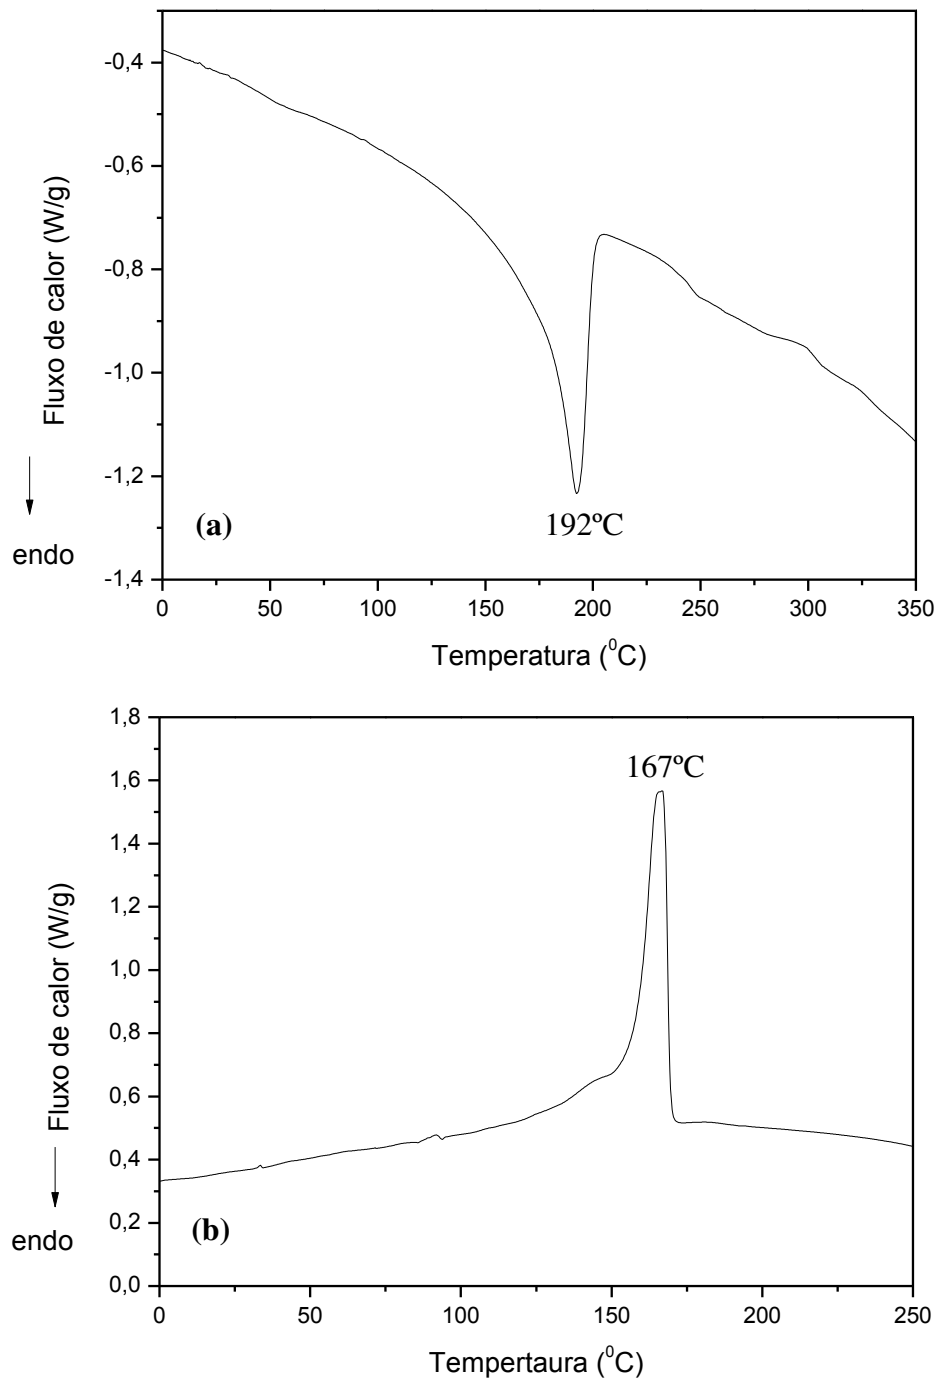 -0,4
-0,6
-0,8
-1,0
-1,2
-1,4
Fluxo de calor (W/g)
endo
(a)
192ºC
0 50 100 150 200 250 300 350
Temperatura (⁰C)
1,8
1,6
1,4
1,2
1,0
0,8
0,6
0,4
0,2
0,0
Fluxo de calor (W/g)
endo
167ºC
(b)
0 50 100 150 200 250
Tempertaura (⁰C)